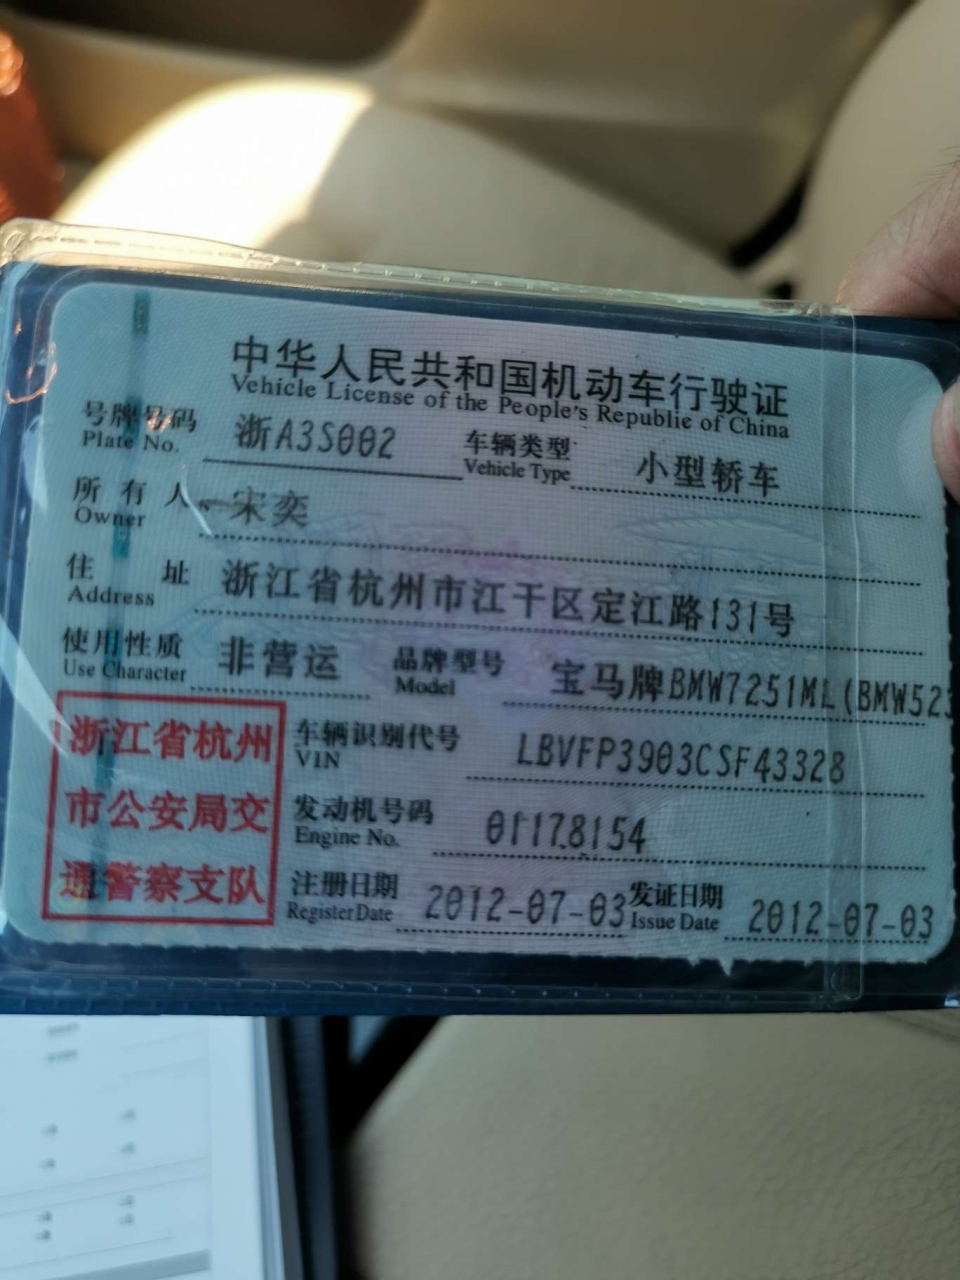 中华人民共和国机动车行驶证
Vehicle License of the People's Republic of China
号牌号码 浙A3S002 车辆类型 小型轿车
Plate No. Vehicle Type
所有人 宋奕
Owner
住址 浙江省杭州市江干区定江路131号
Address
使用性质 非营运 品牌型号 宝马牌BMW7251ML(BMW523
Use Character Model
浙江省杭州
市公安局交
通警察支队
车辆识别代号 LBVFP3903CSF43328
VIN
发动机号码 01178154
Engine No.
注册日期 2012-07-03 发证日期 2012-07-03
Register Date Issue Date